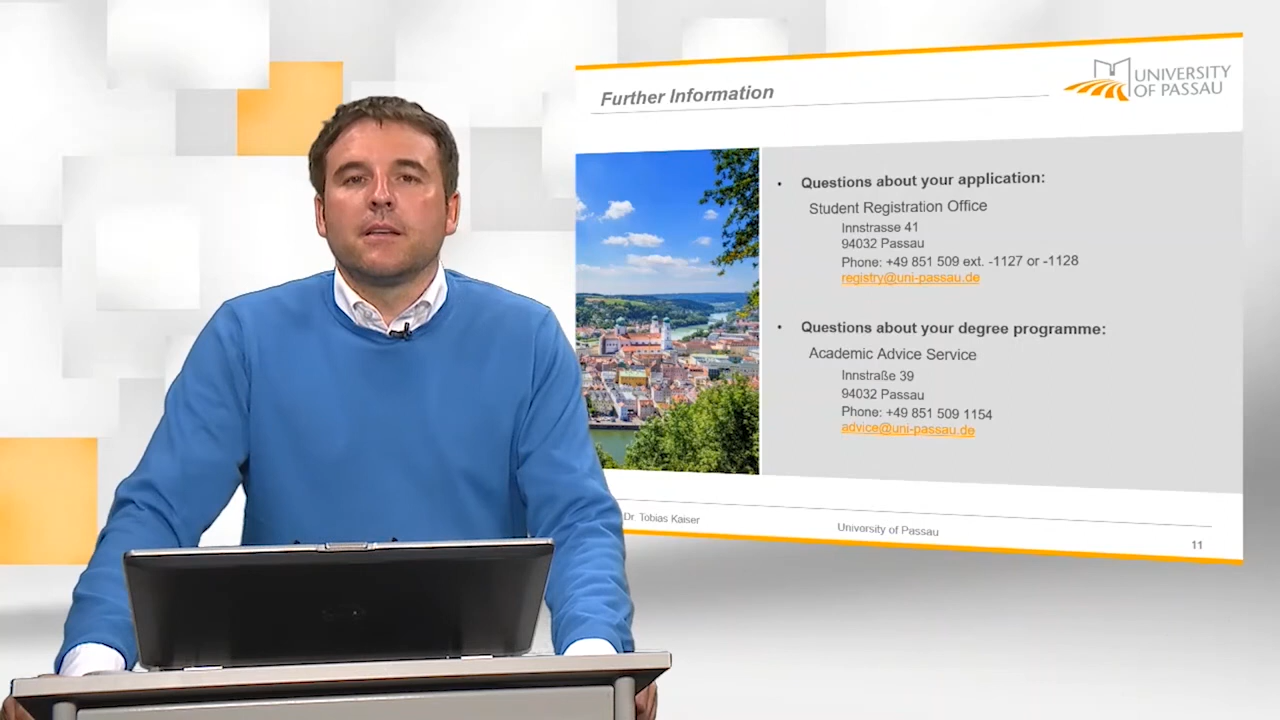 Further Information
UNIVERSITY
OF PASSAU
• Questions about your application:
Student Registration Office
Innstrasse 41
94032 Passau
Phone: +49 851 509 ext. -1127 or -1128
registry@uni-passau.de
• Questions about your degree programme:
Academic Advice Service
Innstraße 39
94032 Passau
Phone: +49 851 509 1154
advice@uni-passau.de
Dr. Tobias Kaiser
University of Passau
11